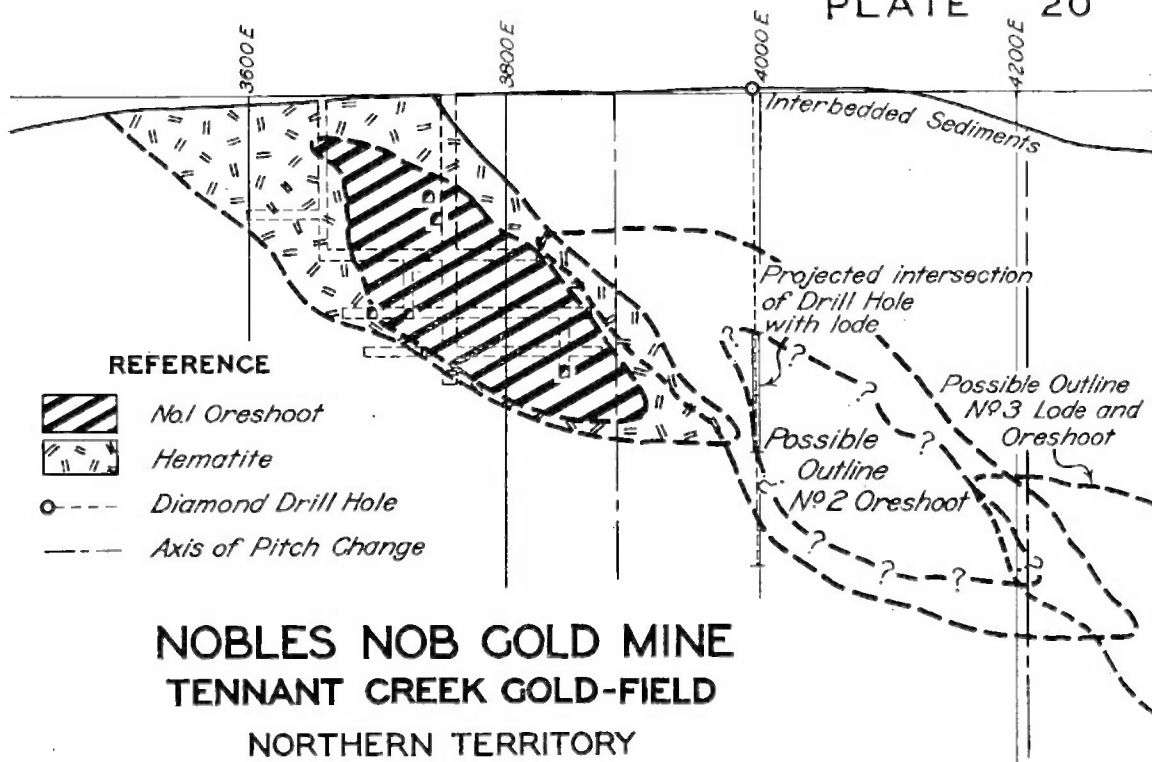 PLATE 20
3600E
3800E
4000E
4200E
Interbedded Sediments
Projected intersection
of Drill Hole
with lode
?
?
?
?
Possible Outline
Nº3 Lode and
Oreshoot
Possible
Outline
Nº2 Oreshoot
?
?
?
?
REFERENCE
No.1 Oreshoot
Hematite
Diamond Drill Hole
Axis of Pitch Change
NOBLES NOB GOLD MINE
TENNANT CREEK GOLD-FIELD
NORTHERN TERRITORY